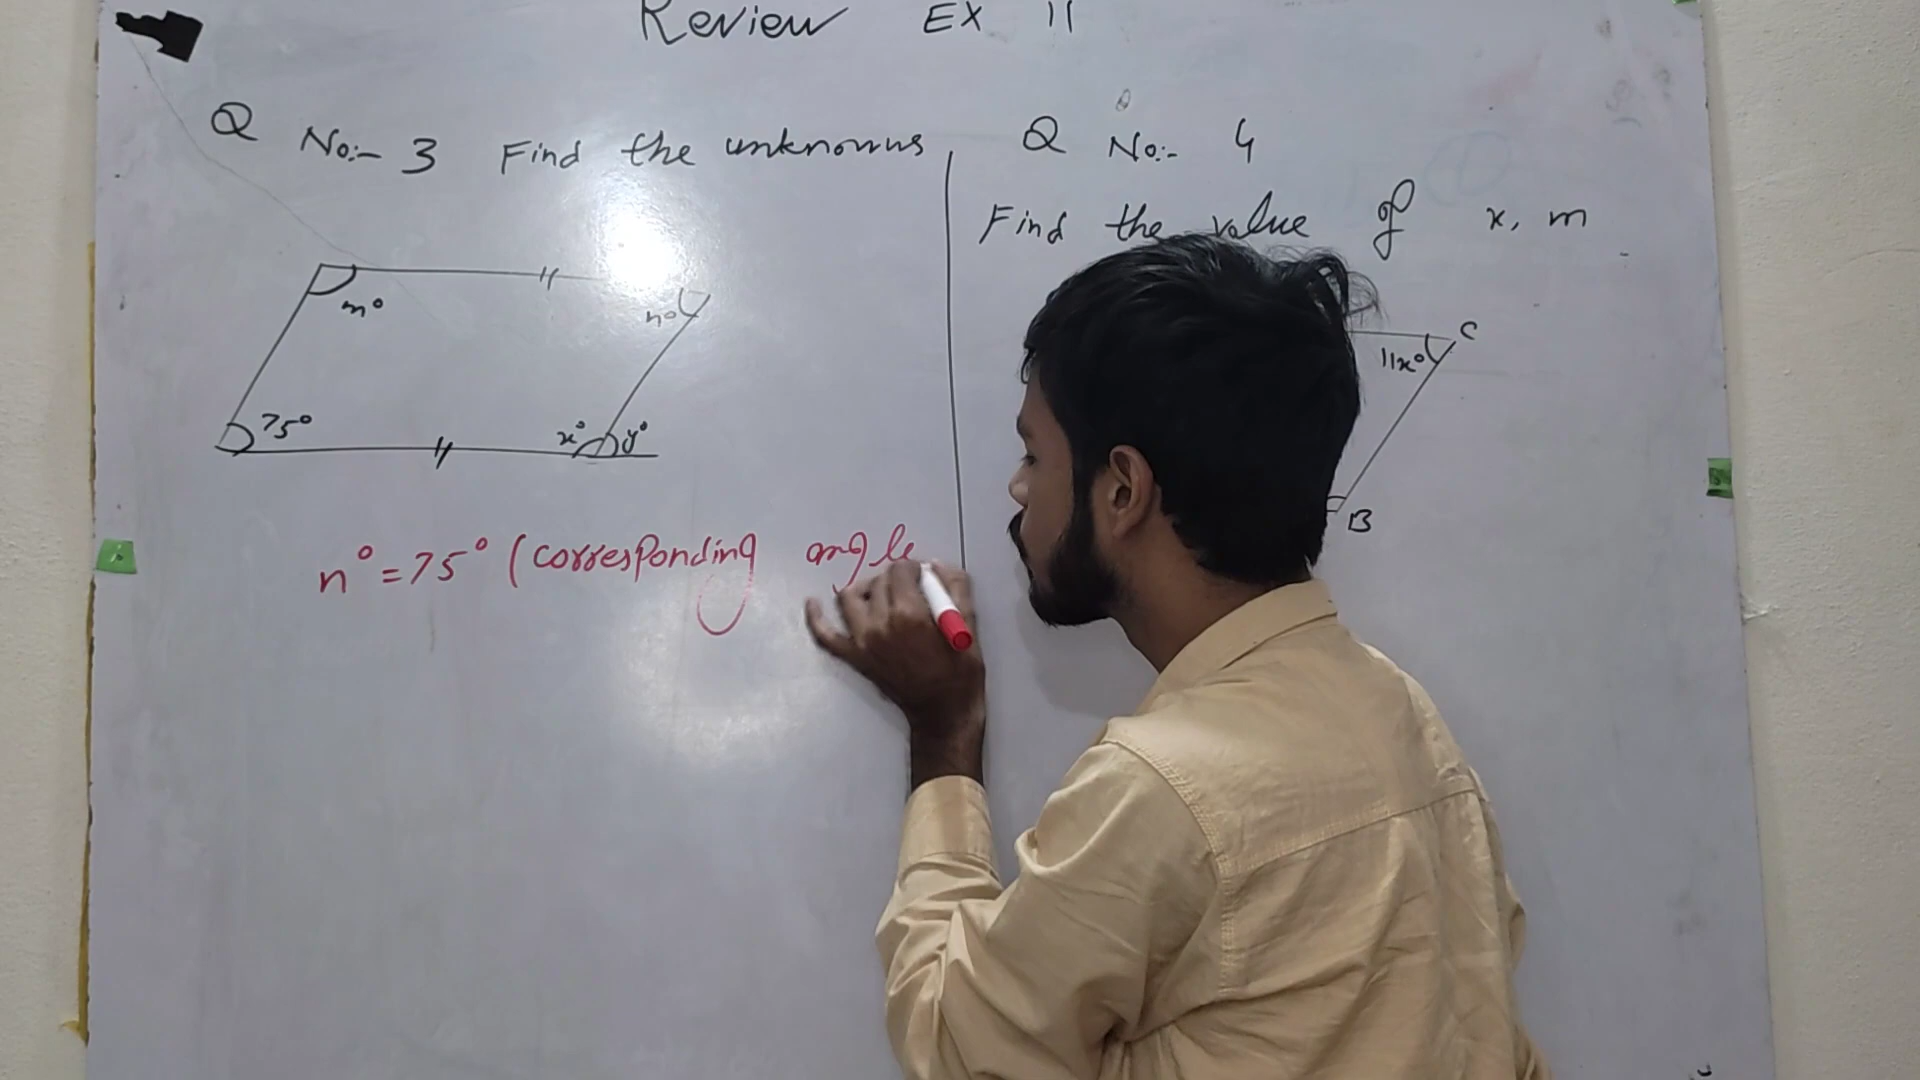 Review EX 11
Q No:- 3 Find the unknowns
m°
n°
75°
x° y°
n° = 75° (corresponding angle
Q No:- 4
Find the value of x, m
C
11x°
B